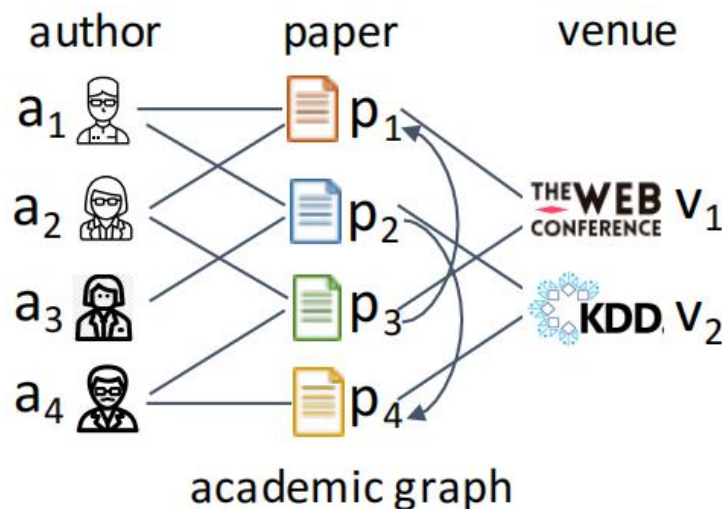 author paper venue
a1 p1
a2 p2 THE WEB CONFERENCE v1
a3 p3 KDD v2
a4 p4
academic graph